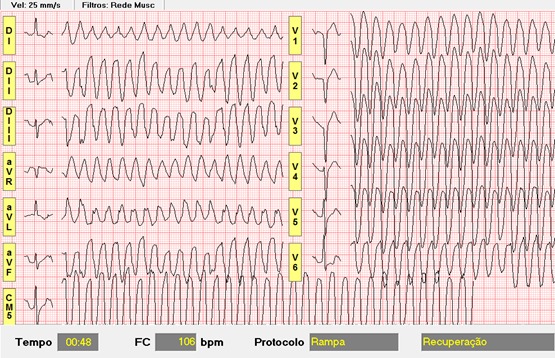 Vel: 25 mm/s Filtros: Rede Musc
DI
V1
DII
V2
DIII
V3
aVR
V4
aVL
V5
aVF
V6
CM5
Tempo 00:48 FC 106 bpm Protocolo Rampa Recuperação